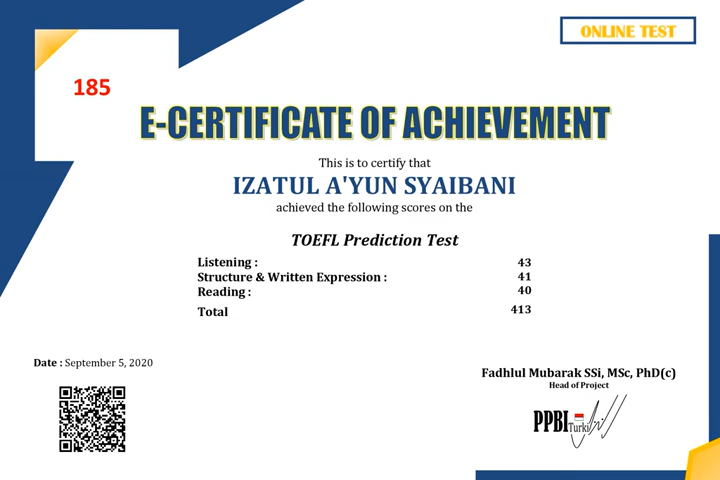 ONLINE TEST
185
E-CERTIFICATE OF ACHIEVEMENT
This is to certify that
IZATUL A'YUN SYAIBANI
achieved the following scores on the
TOEFL Prediction Test
Listening : 43
Structure & Written Expression : 41
Reading : 40
Total 413
Date : September 5, 2020
Fadhlul Mubarak SSi, MSc, PhD(c)
Head of Project
PPBI Turki